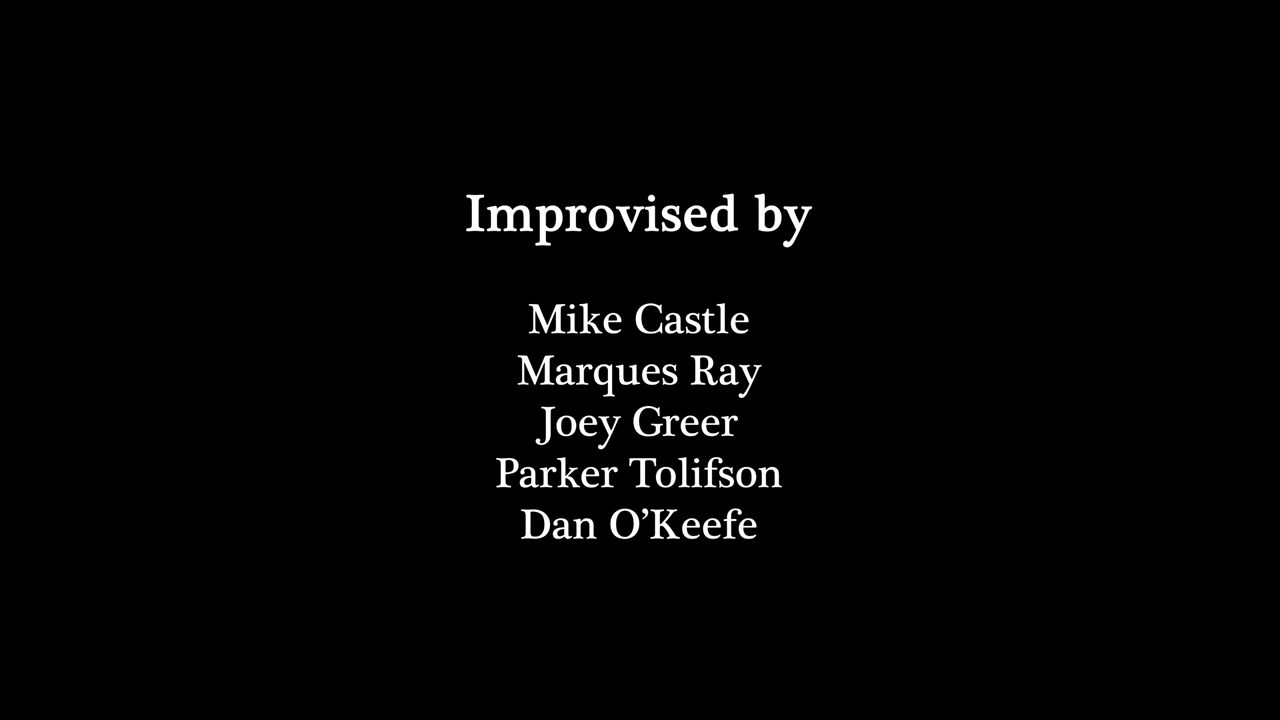 Improvised by
Mike Castle
Marques Ray
Joey Greer
Parker Tolifson
Dan O’Keefe